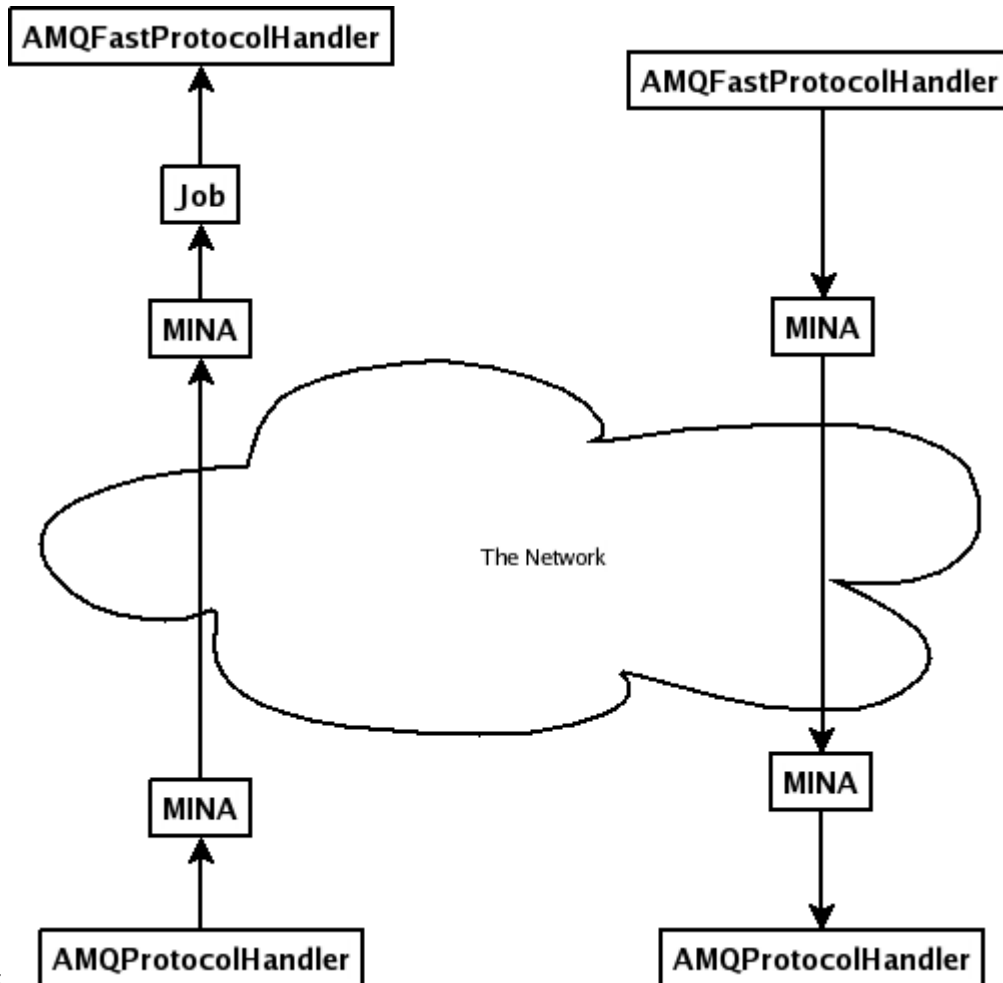 AMQFastProtocolHandler
AMQFastProtocolHandler
Job
MINA
MINA
The Network
MINA
MINA
AMQProtocolHandler
AMQProtocolHandler